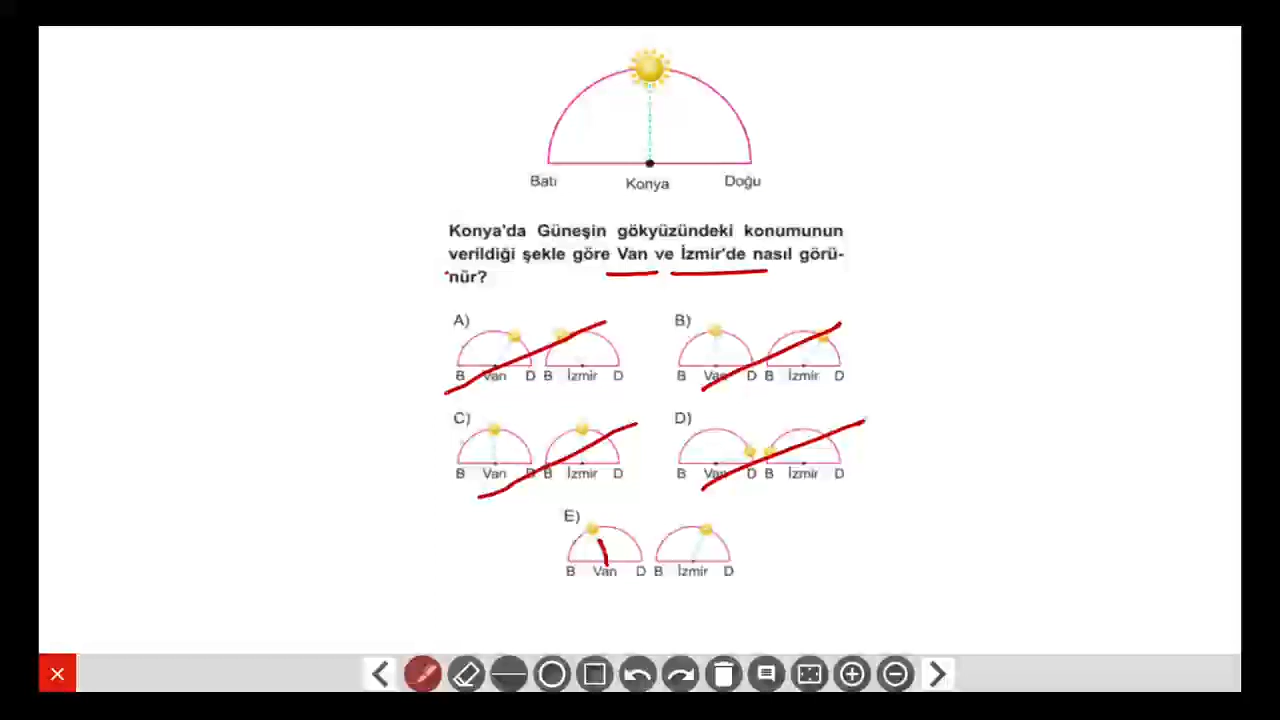 Batı Konya Doğu
Konya'da Güneşin gökyüzündeki konumunun
verildiği şekle göre Van ve İzmir'de nasıl görü-
nür?
A) B)
B Van D B İzmir D B Van D B İzmir D
C) D)
B Van D B İzmir D B Van D B İzmir D
E)
B Van D B İzmir D